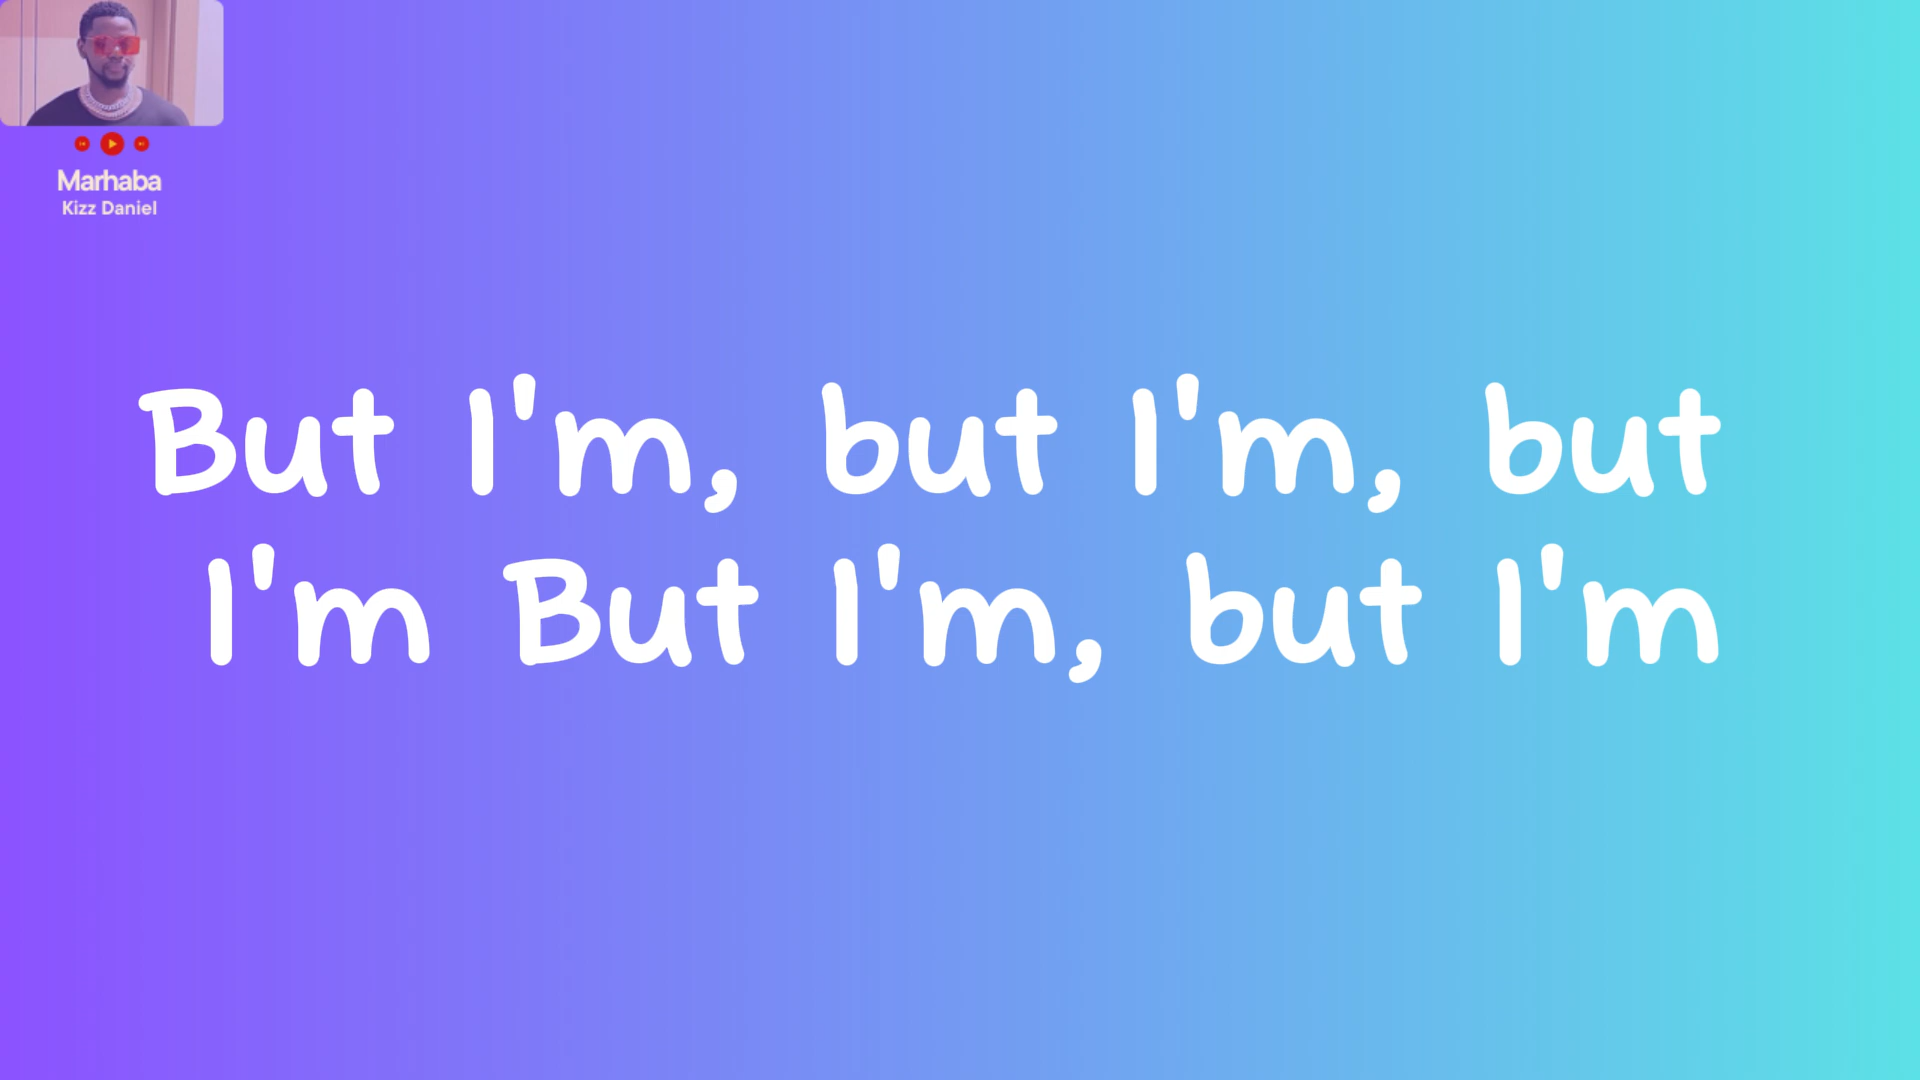 Marhaba
Kizz Daniel
But I'm, but I'm, but
I'm But I'm, but I'm